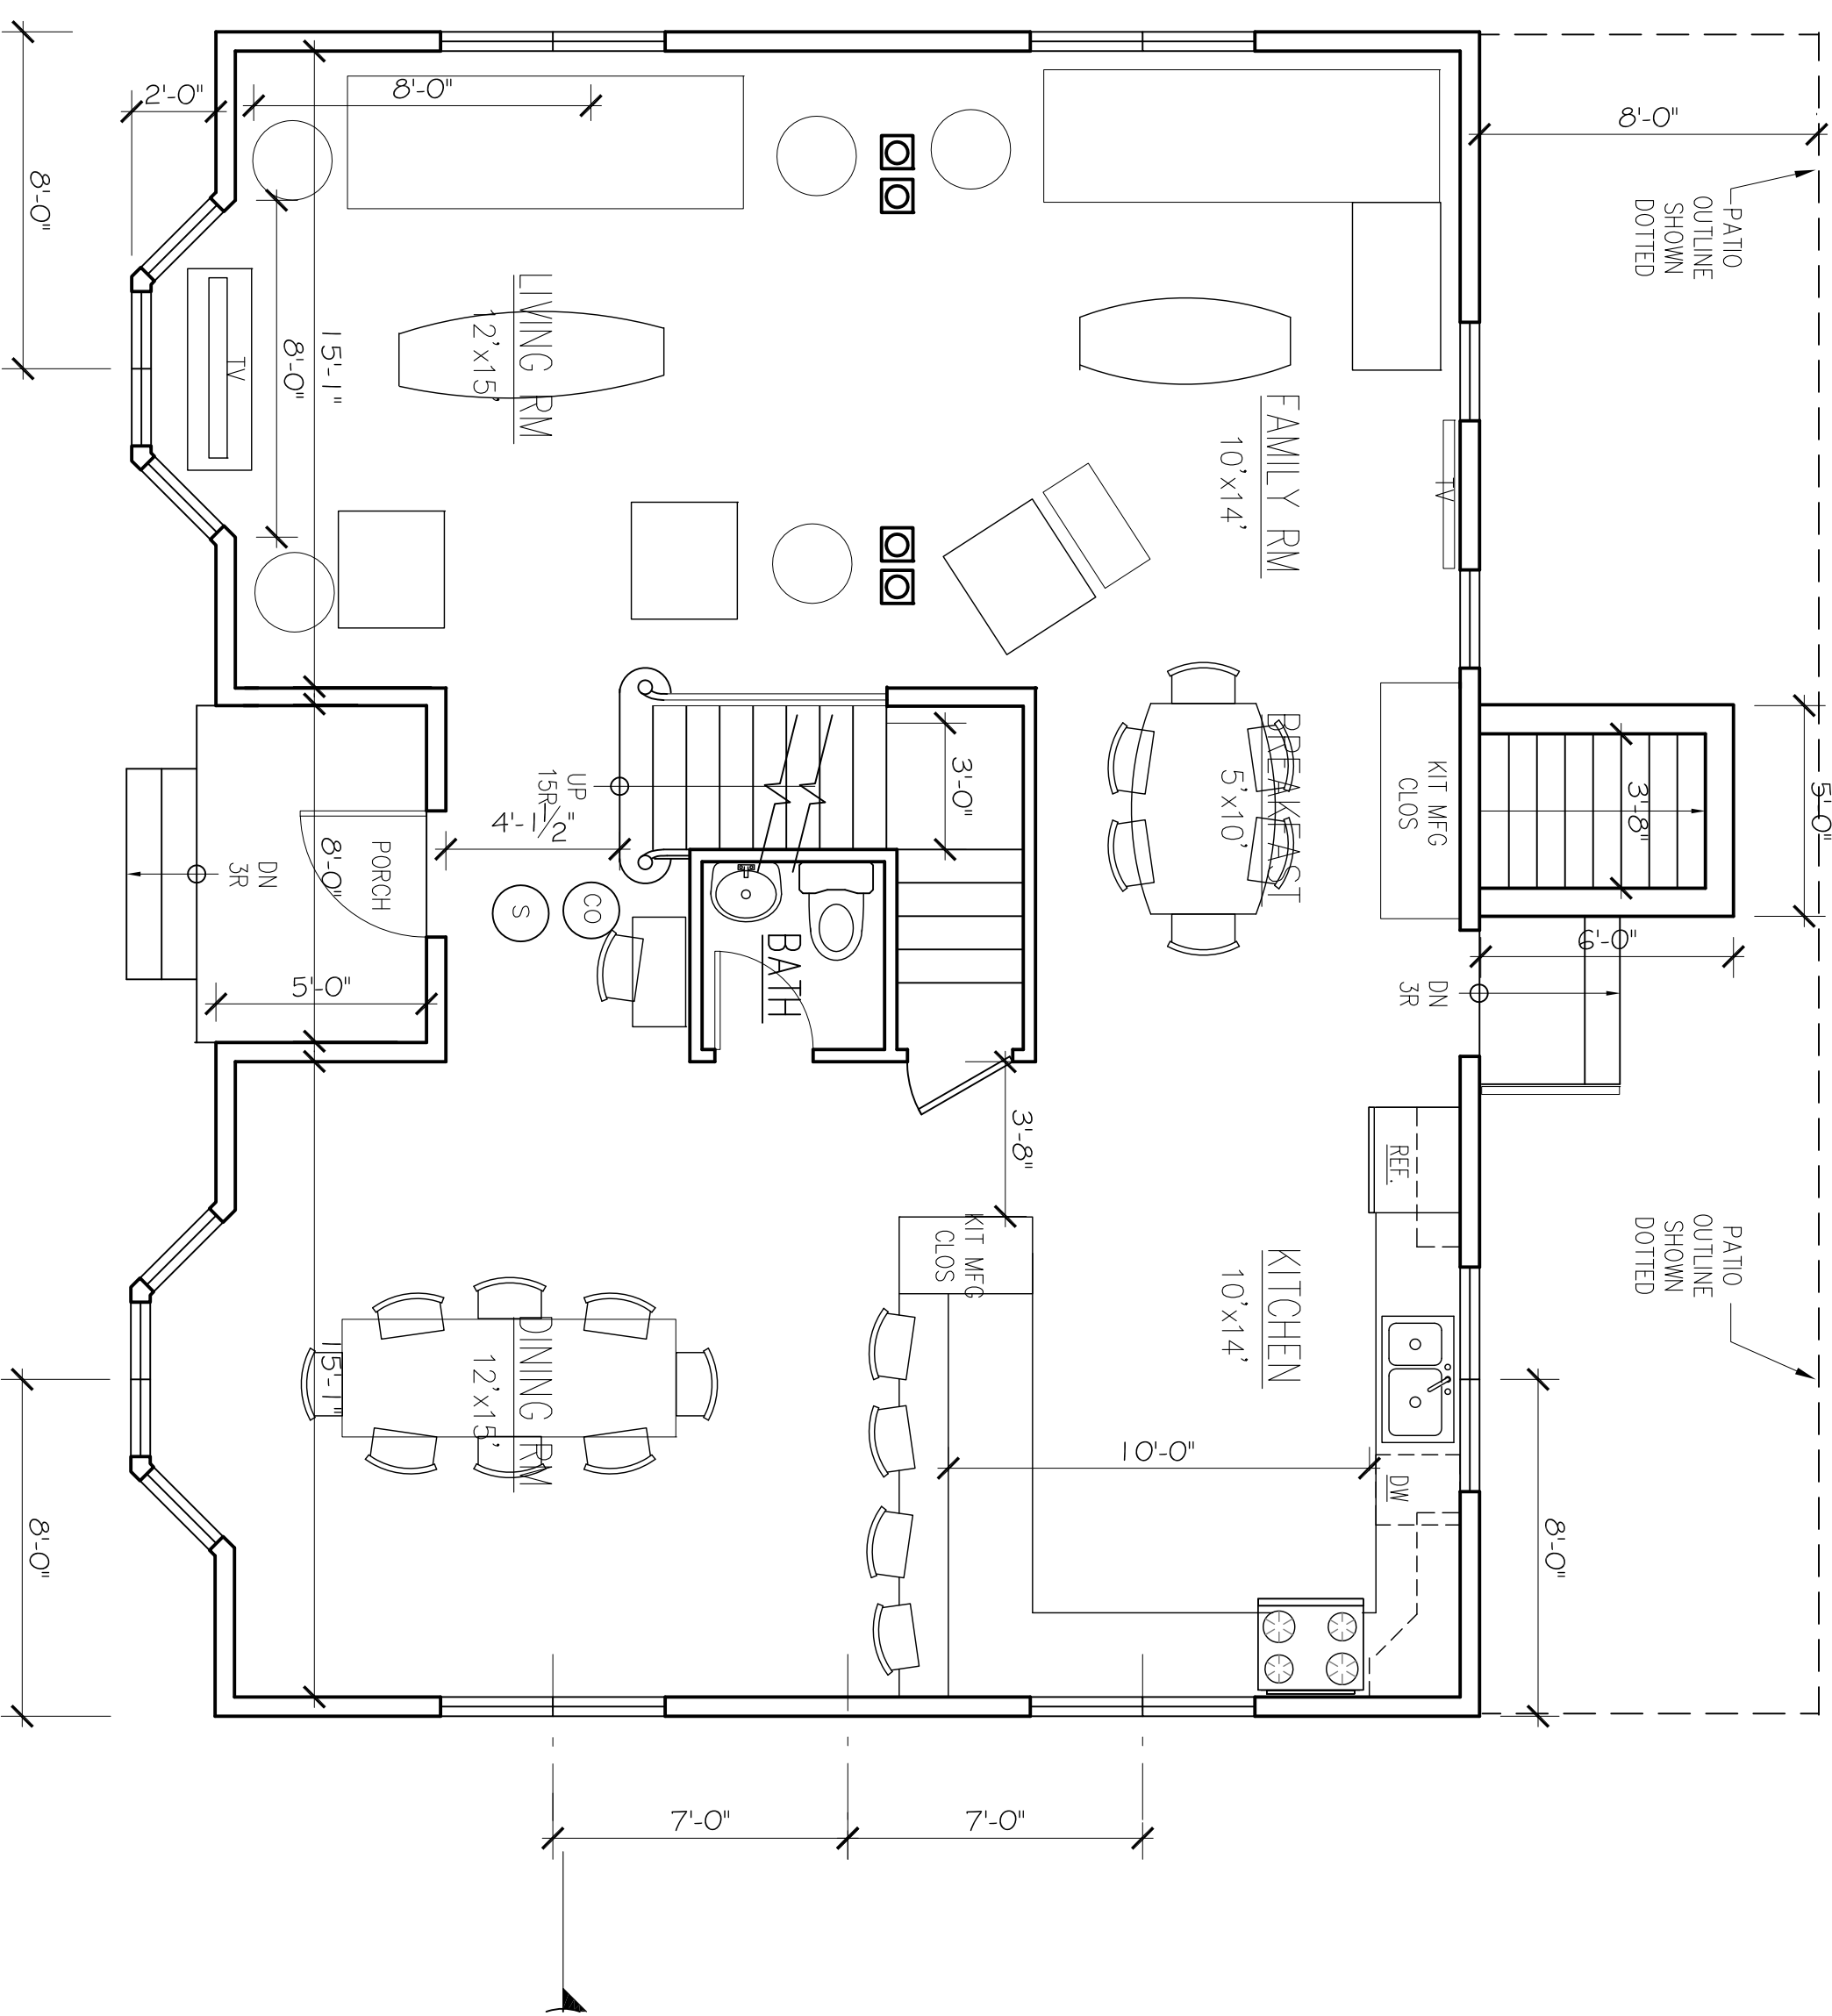 8'-0"
PATIO
OUTLINE
SHOWN
DOTTED
5'-0"
3'-8"
6'-0"
PATIO
OUTLINE
SHOWN
DOTTED
8'-0"
TV
KIT MFG
CLOS
DN
3R
REF.
DW
FAMILY RM
10'x14'
BREAKFAST
5'x10'
KITCHEN
10'x14'
10'-0"
3'-0"
3'-8"
KIT MFG
CLOS
BATH
7'-0"
7'-0"
UP
15R
4'-1 1/2"
CO
S
LIVING RM
12'x15'
DINING RM
12'x15'
8'-0"
15'-1"
8'-0"
TV
PORCH
8'-0"
DN
3R
5'-0"
15'-1"
2'-0"
8'-0"
8'-0"